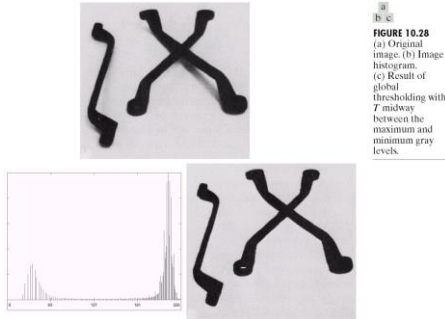 a
b c
FIGURE 10.28
(a) Original
image. (b) Image
histogram.
(c) Result of
global
thresholding with
T midway
between the
maximum and
minimum gray
levels.